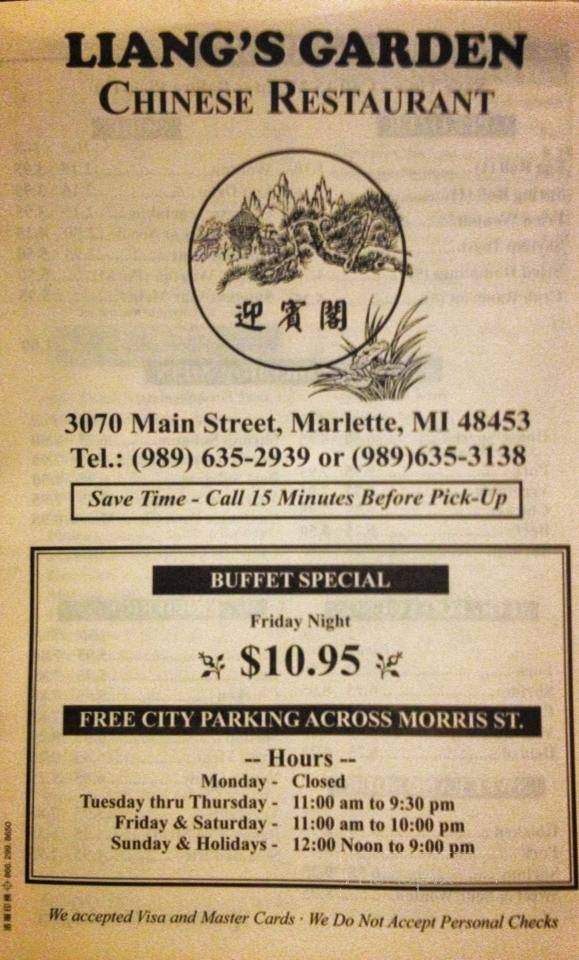 LIANG'S GARDEN
CHINESE RESTAURANT
迎賓閣
3070 Main Street, Marlette, MI 48453
Tel.: (989) 635-2939 or (989)635-3138
Save Time - Call 15 Minutes Before Pick-Up
BUFFET SPECIAL
Friday Night
$10.95
FREE CITY PARKING ACROSS MORRIS ST.
-- Hours --
Monday - Closed
Tuesday thru Thursday - 11:00 am to 9:30 pm
Friday & Saturday - 11:00 am to 10:00 pm
Sunday & Holidays - 12:00 Noon to 9:00 pm
We accepted Visa and Master Cards · We Do Not Accept Personal Checks
866. 299. 8650